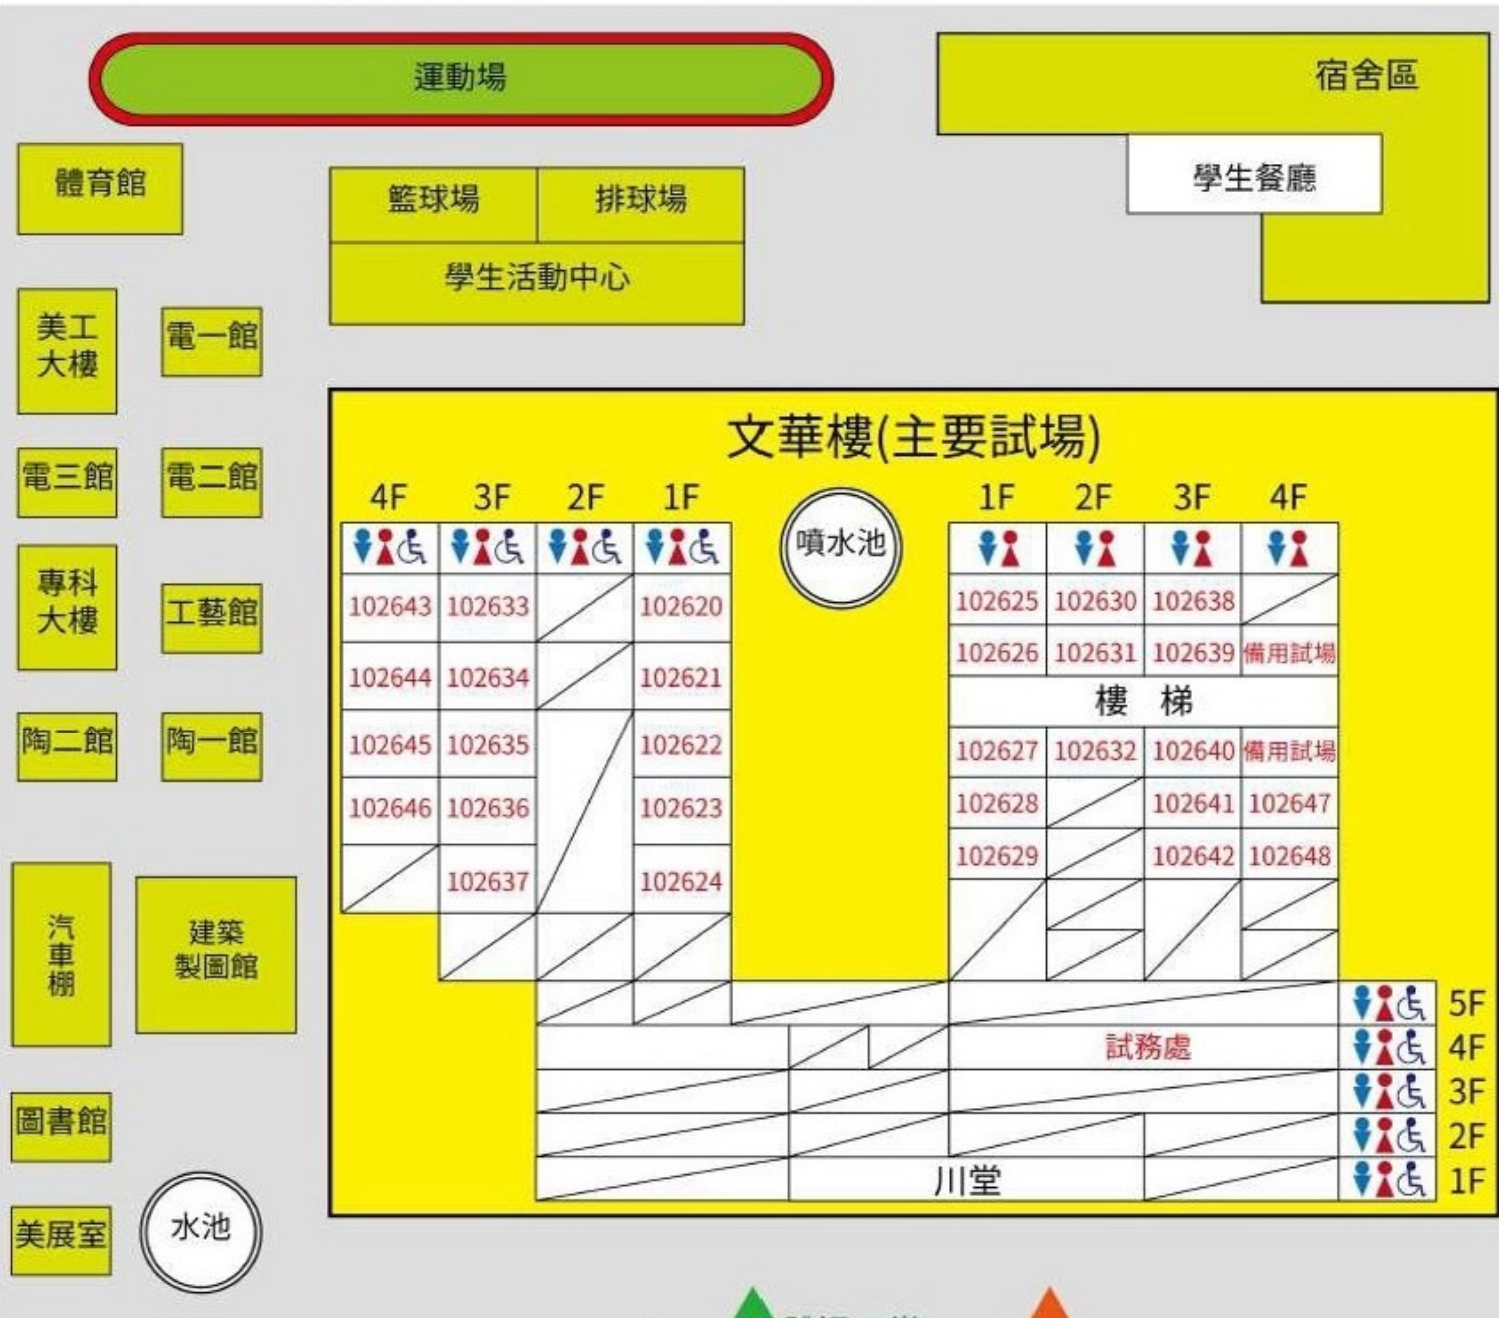 運動場
宿舍區
學生餐廳
體育館
籃球場 排球場
學生活動中心
美工
大樓
電一館
電三館
電二館
專科
大樓
工藝館
陶二館
陶一館
汽
車
棚
建築
製圖館
圖書館
美展室
水池
文華樓(主要試場)
4F 3F 2F 1F
噴水池
1F 2F 3F 4F
102643 102633 102620
102644 102634 102621
102645 102635 102622
102646 102636 102623
102637 102624
102625 102630 102638
102626 102631 102639 備用試場
樓 梯
102627 102632 102640 備用試場
102628 102641 102647
102629 102642 102648
5F
試務處 4F
3F
2F
川堂 1F